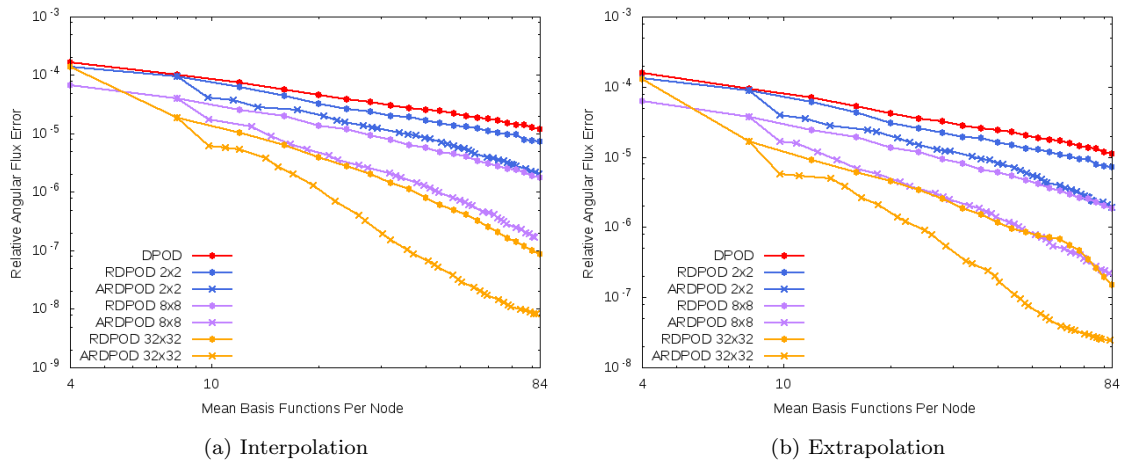 10^-3
10^-4
10^-5
10^-6
10^-7
10^-8
10^-9
Relative Angular Flux Error
DPOD
RDPOD 2x2
ARDPOD 2x2
RDPOD 8x8
ARDPOD 8x8
RDPOD 32x32
ARDPOD 32x32
4
10
84
Mean Basis Functions Per Node
(a) Interpolation
10^-3
10^-4
10^-5
10^-6
10^-7
10^-8
Relative Angular Flux Error
DPOD
RDPOD 2x2
ARDPOD 2x2
RDPOD 8x8
ARDPOD 8x8
RDPOD 32x32
ARDPOD 32x32
4
10
84
Mean Basis Functions Per Node
(b) Extrapolation